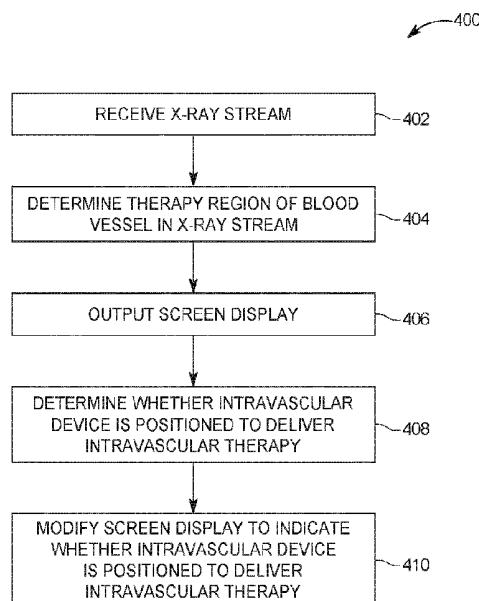 400
RECEIVE X-RAY STREAM
402
DETERMINE THERAPY REGION OF BLOOD
VESSEL IN X-RAY STREAM
404
OUTPUT SCREEN DISPLAY
406
DETERMINE WHETHER INTRAVASCULAR
DEVICE IS POSITIONED TO DELIVER
INTRAVASCULAR THERAPY
408
MODIFY SCREEN DISPLAY TO INDICATE
WHETHER INTRAVASCULAR DEVICE
IS POSITIONED TO DELIVER
INTRAVASCULAR THERAPY
410